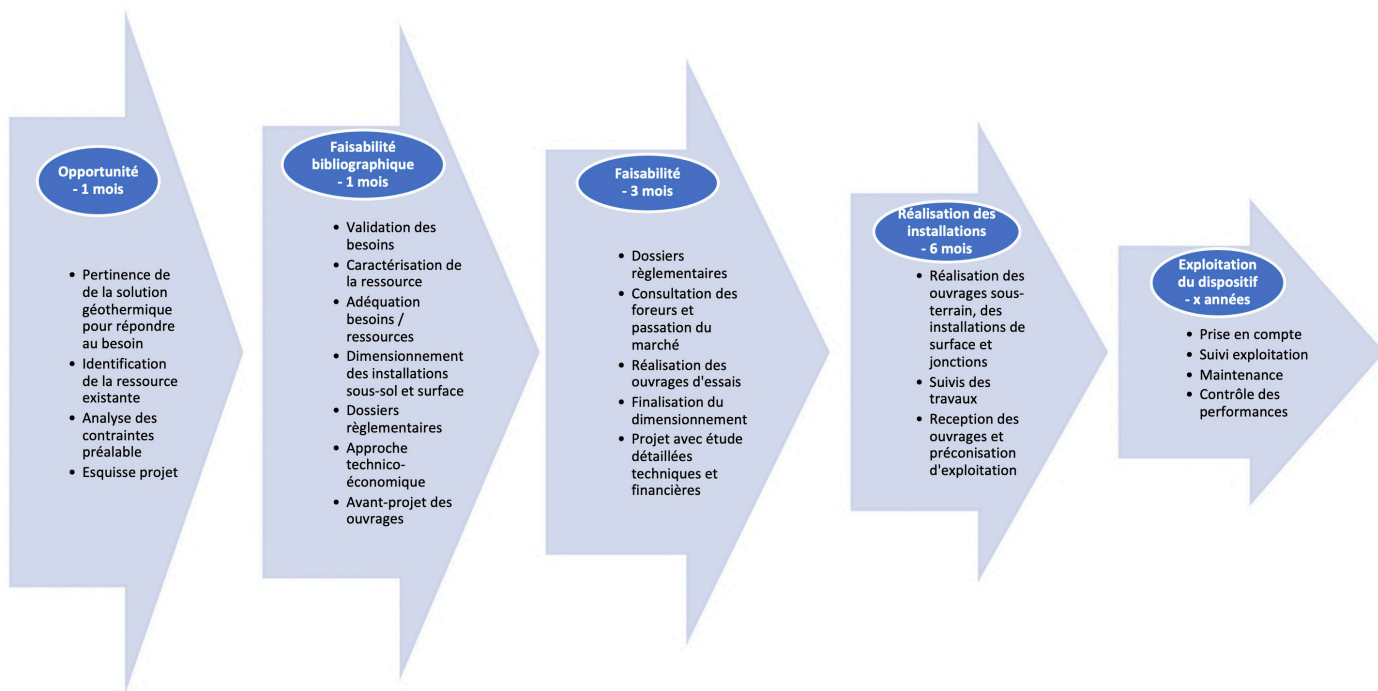 Opportunité
- 1 mois
• Pertinence de
de la solution
géothermique
pour répondre
au besoin
• Identification
de la ressource
existante
• Analyse des
contraintes
préalable
• Esquisse projet
Faisabilité
bibliographique
- 1 mois
• Validation des
besoins
• Caractérisation de
la ressource
• Adéquation
besoins /
ressources
• Dimensionnement
des installations
sous-sol et surface
• Dossiers
règlementaires
• Approche
technico-
économique
• Avant-projet des
ouvrages
Faisabilité
- 3 mois
• Dossiers
règlementaires
• Consultation des
foreurs et
passation du
marché
• Réalisation des
ouvrages d'essais
• Finalisation du
dimensionnement
• Projet avec étude
détaillées
techniques et
financières
Réalisation des
installations
- 6 mois
• Réalisation des
ouvrages sous-
terrain, des
installations de
surface et
jonctions
• Suivis des
travaux
• Reception des
ouvrages et
préconisation
d'exploitation
Exploitation
du dispositif
- x années
• Prise en compte
• Suivi exploitation
• Maintenance
• Contrôle des
performances